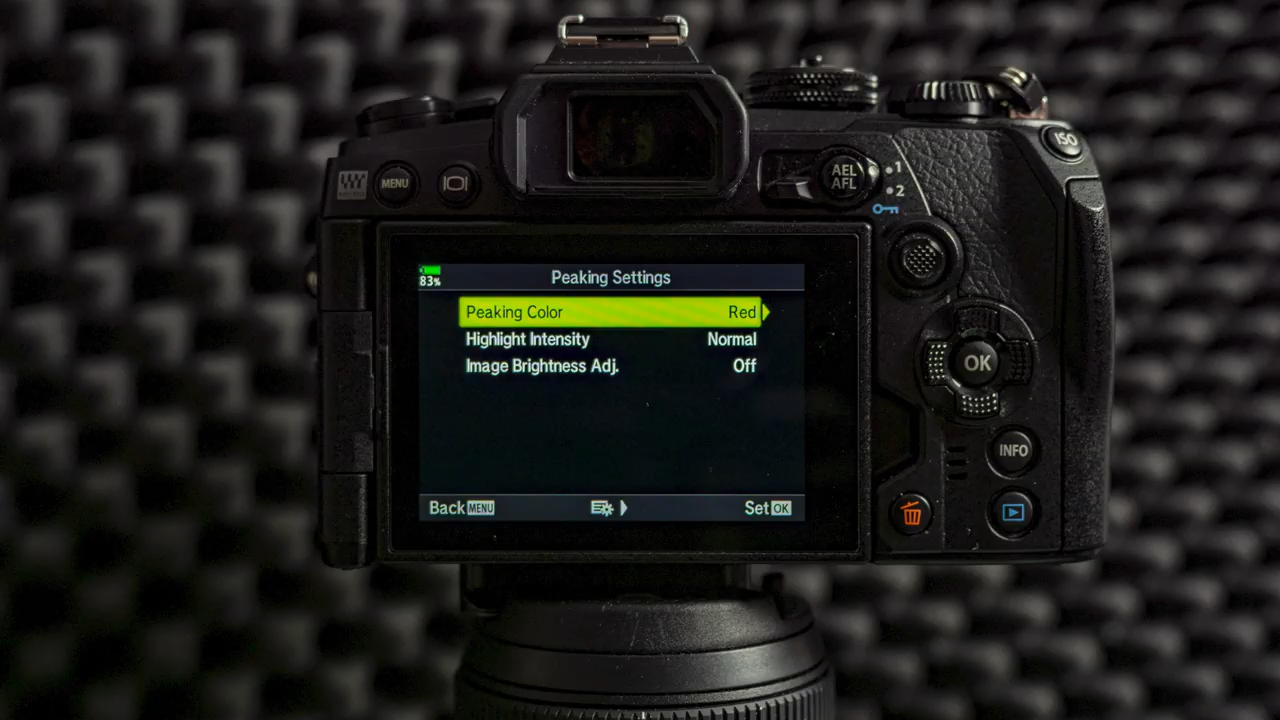 ISO
AEL
AFL
1
2
MENU
83%
Peaking Settings
Peaking Color Red
Highlight Intensity Normal
Image Brightness Adj. Off
OK
INFO
Back MENU Set OK